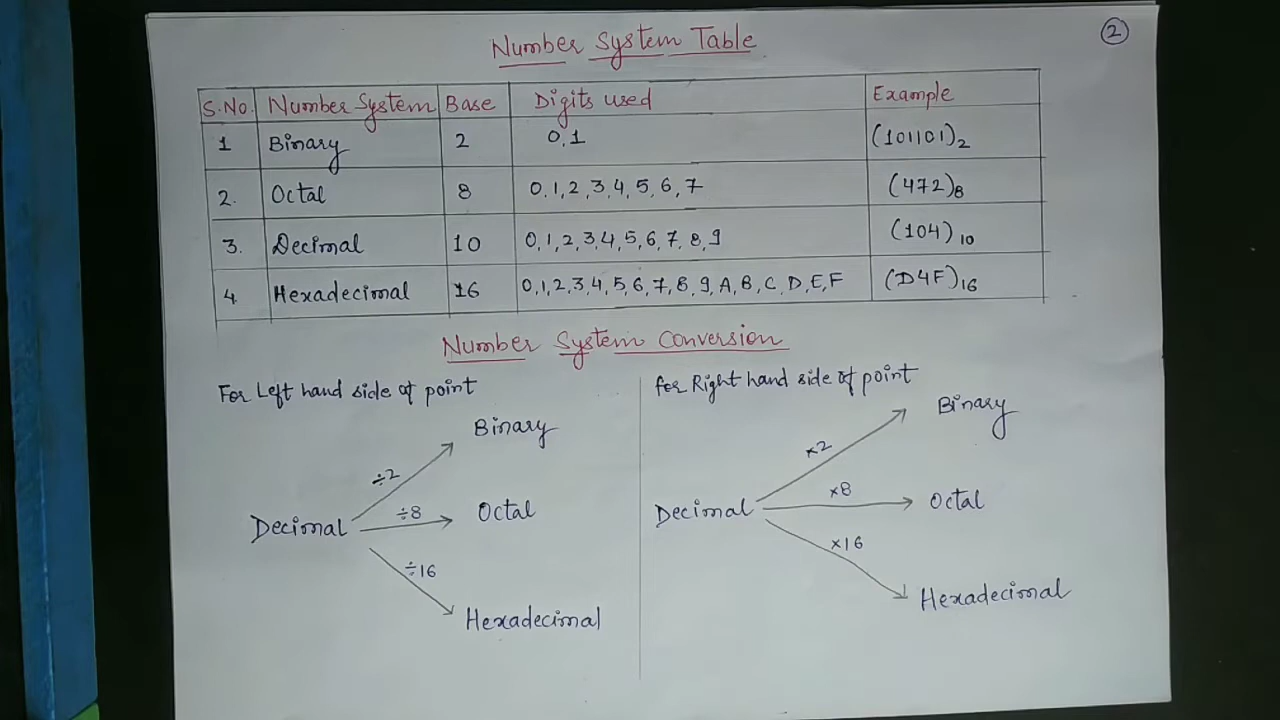 Number System Table
2
S.No. Number System Base Digits used Example
1 Binary 2 0,1 (101101)2
2. Octal 8 0,1,2,3,4,5,6,7 (472)8
3. Decimal 10 0,1,2,3,4,5,6,7,8,9 (104)10
4. Hexadecimal 16 0,1,2,3,4,5,6,7,8,9,A,B,C,D,E,F (D4F)16
Number System Conversion
For Left hand side of point
Binary
÷2
Decimal ÷8 Octal
÷16
Hexadecimal
for Right hand side of point
Binary
×2
Decimal ×8 Octal
×16
Hexadecimal